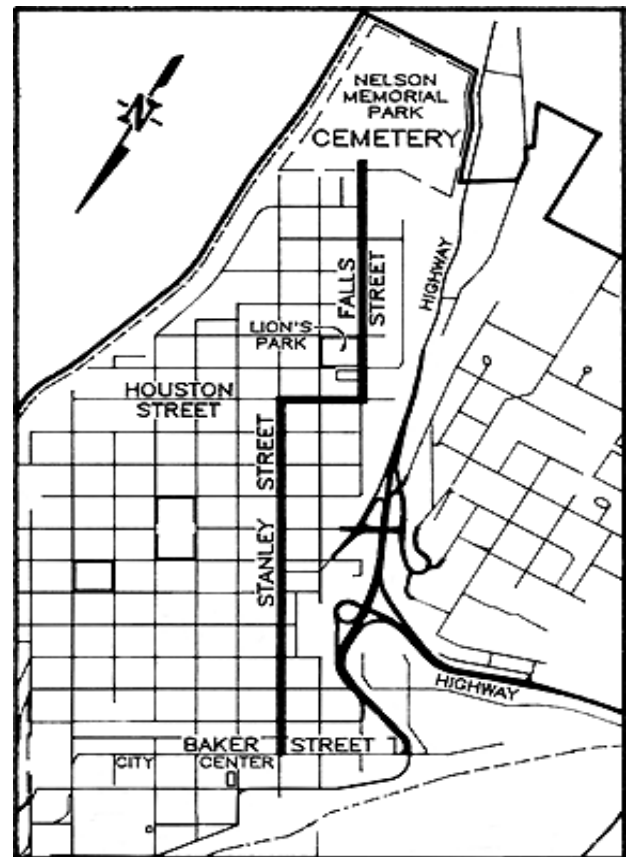 NELSON
MEMORIAL
PARK
CEMETERY
N
FALLS
STREET
HIGHWAY
LION'S
PARK
HOUSTON
STREET
STANLEY STREET
HIGHWAY
BAKER STREET
CITY CENTER